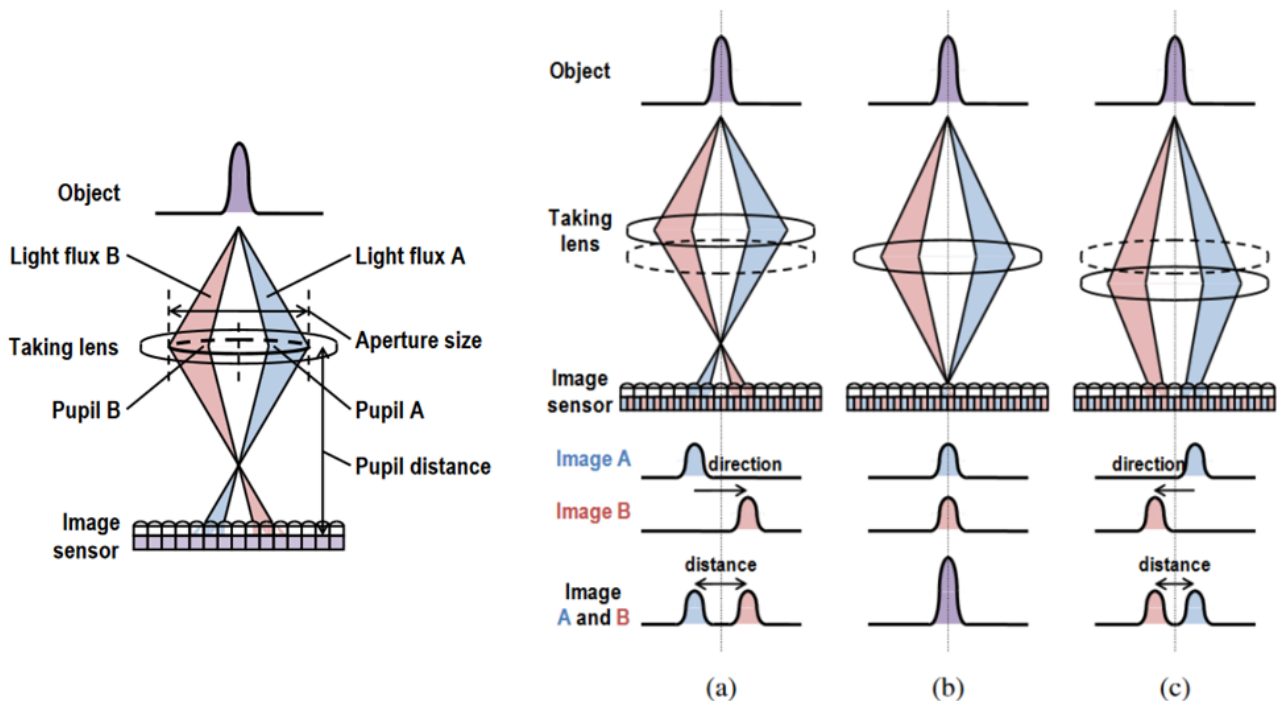 Object
Light flux B
Light flux A
Taking lens
Aperture size
Pupil B
Pupil A
Pupil distance
Image
sensor
Object
Taking
lens
Image
sensor
Image A
direction
direction
Image B
distance
distance
Image
A and B
(a)
(b)
(c)